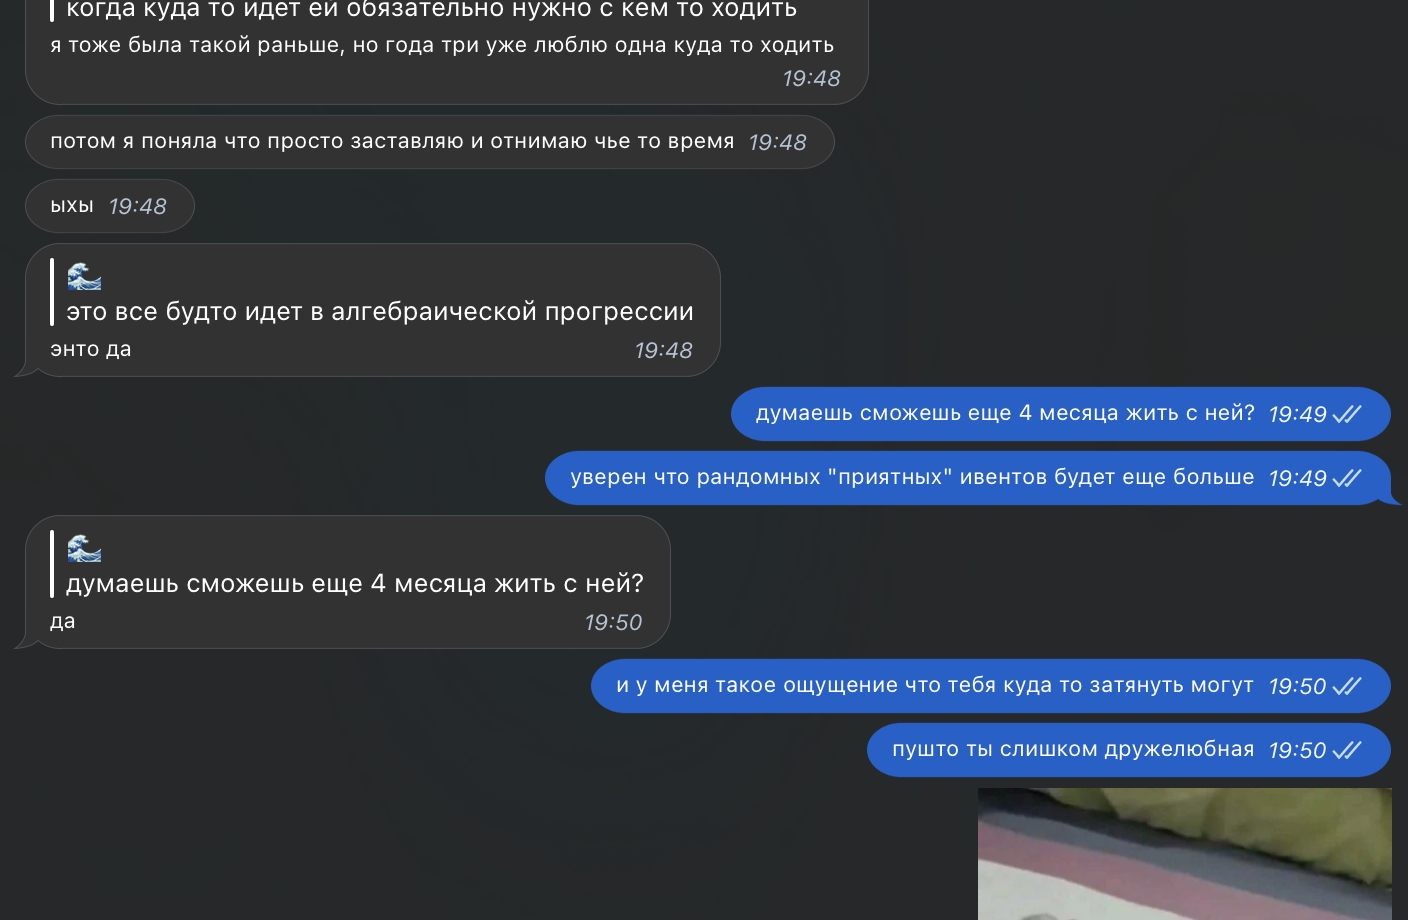 когда куда то идет ей обязательно нужно с кем то ходить
я тоже была такой раньше, но года три уже люблю одна куда то ходить
19:48
потом я поняла что просто заставляю и отнимаю чье то время 19:48
ыхы 19:48
🌊
это все будто идет в алгебраической прогрессии
энто да 19:48
думаешь сможешь еще 4 месяца жить с ней? 19:49
уверен что рандомных "приятных" ивентов будет еще больше 19:49
🌊
думаешь сможешь еще 4 месяца жить с ней?
да 19:50
и у меня такое ощущение что тебя куда то затянуть могут 19:50
пушто ты слишком дружелюбная 19:50